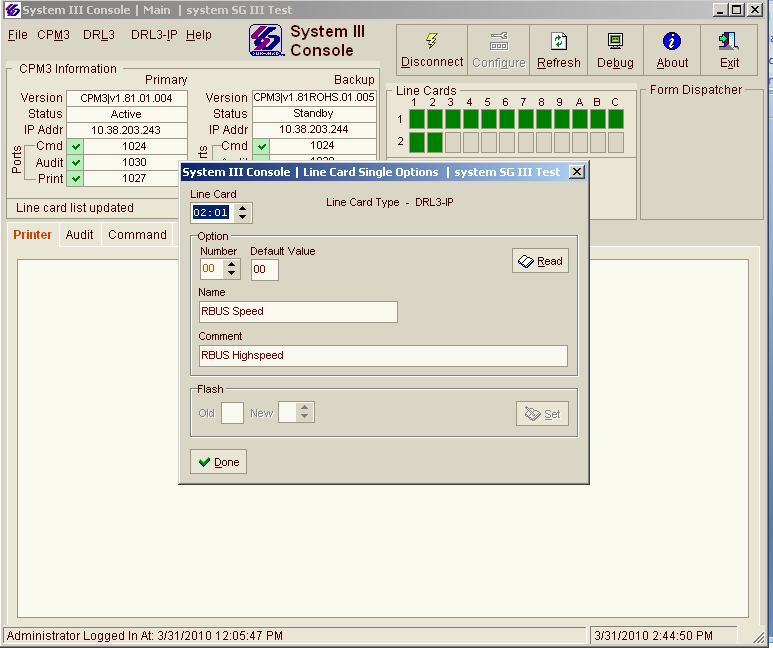 System III Console | Main | system SG III Test
File CPM3 DRL3 DRL3-IP Help
System III
Console
Disconnect Configure Refresh Debug About Exit
CPM3 Information
Primary Backup
Version CPM3|v1.81.01.004 Version CPM3|v1.81ROHS.01.005
Status Active Status Standby
IP Addr 10.38.203.243 IP Addr 10.38.203.244
Ports Cmd 1024 Cmd 1024
Audit 1030
Print 1027
Line card list updated
Line Cards
1 2 3 4 5 6 7 8 9 A B C
1
2
Form Dispatcher
Printer Audit Command
System III Console | Line Card Single Options | system SG III Test
Line Card
02:01
Line Card Type - DRL3-IP
Option
Number Default Value
00 00
Read
Name
RBUS Speed
Comment
RBUS Highspeed
Flash
Old New Set
Done
Administrator Logged In At: 3/31/2010 12:05:47 PM
3/31/2010 2:44:50 PM